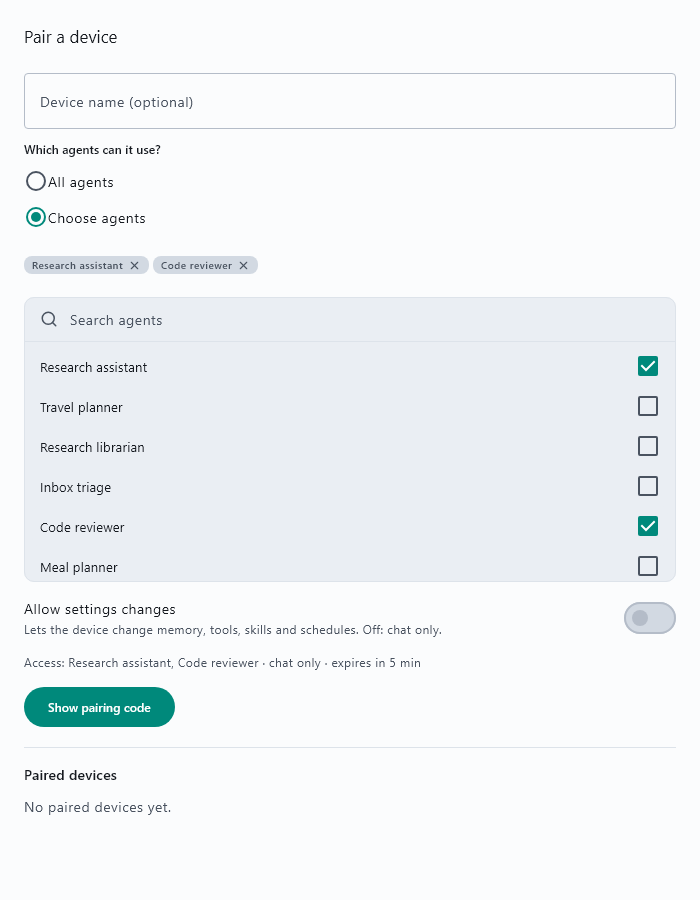 Pair a device
Device name (optional)
Which agents can it use?
All agents
Choose agents
Research assistant
Code reviewer
Search agents
Research assistant
Travel planner
Research librarian
Inbox triage
Code reviewer
Meal planner
Allow settings changes
Lets the device change memory, tools, skills and schedules. Off: chat only.
Access: Research assistant, Code reviewer · chat only · expires in 5 min
Show pairing code
Paired devices
No paired devices yet.